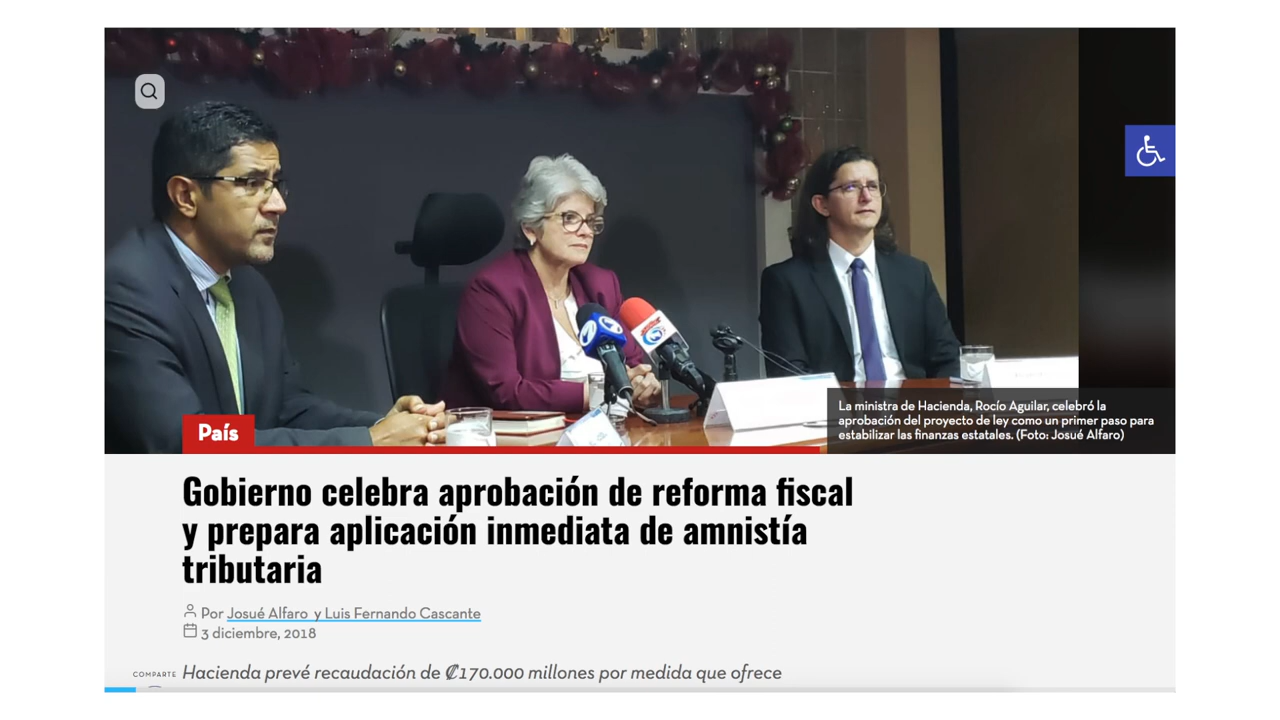 La ministra de Hacienda, Rocío Aguilar, celebró la
aprobación del proyecto de ley como un primer paso para
estabilizar las finanzas estatales. (Foto: Josué Alfaro)
País
Gobierno celebra aprobación de reforma fiscal
y prepara aplicación inmediata de amnistía
tributaria
Por Josué Alfaro y Luis Fernando Cascante
3 diciembre, 2018
COMPARTE
Hacienda prevé recaudación de ₡170.000 millones por medida que ofrece